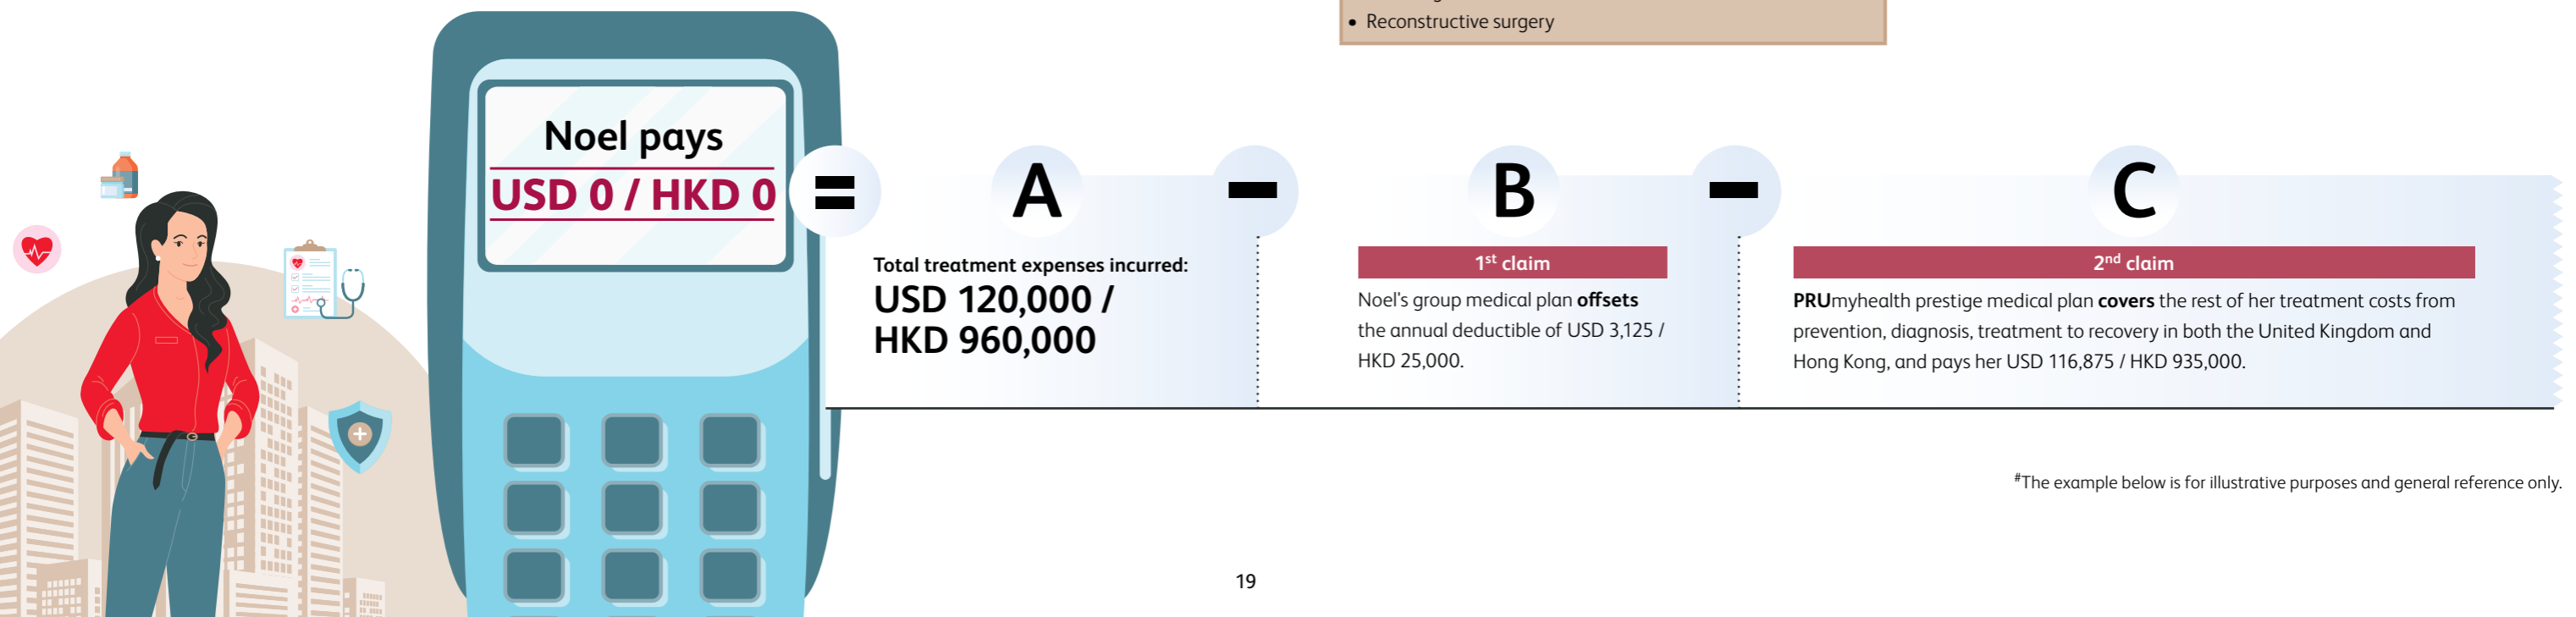 • Reconstructive surgery
Noel pays
USD 0 / HKD 0
=
A
Total treatment expenses incurred:
USD 120,000 /
HKD 960,000
-
B
1st claim
Noel's group medical plan offsets
the annual deductible of USD 3,125 /
HKD 25,000.
-
C
2nd claim
PRUmyhealth prestige medical plan covers the rest of her treatment costs from
prevention, diagnosis, treatment to recovery in both the United Kingdom and
Hong Kong, and pays her USD 116,875 / HKD 935,000.
#The example below is for illustrative purposes and general reference only.
19